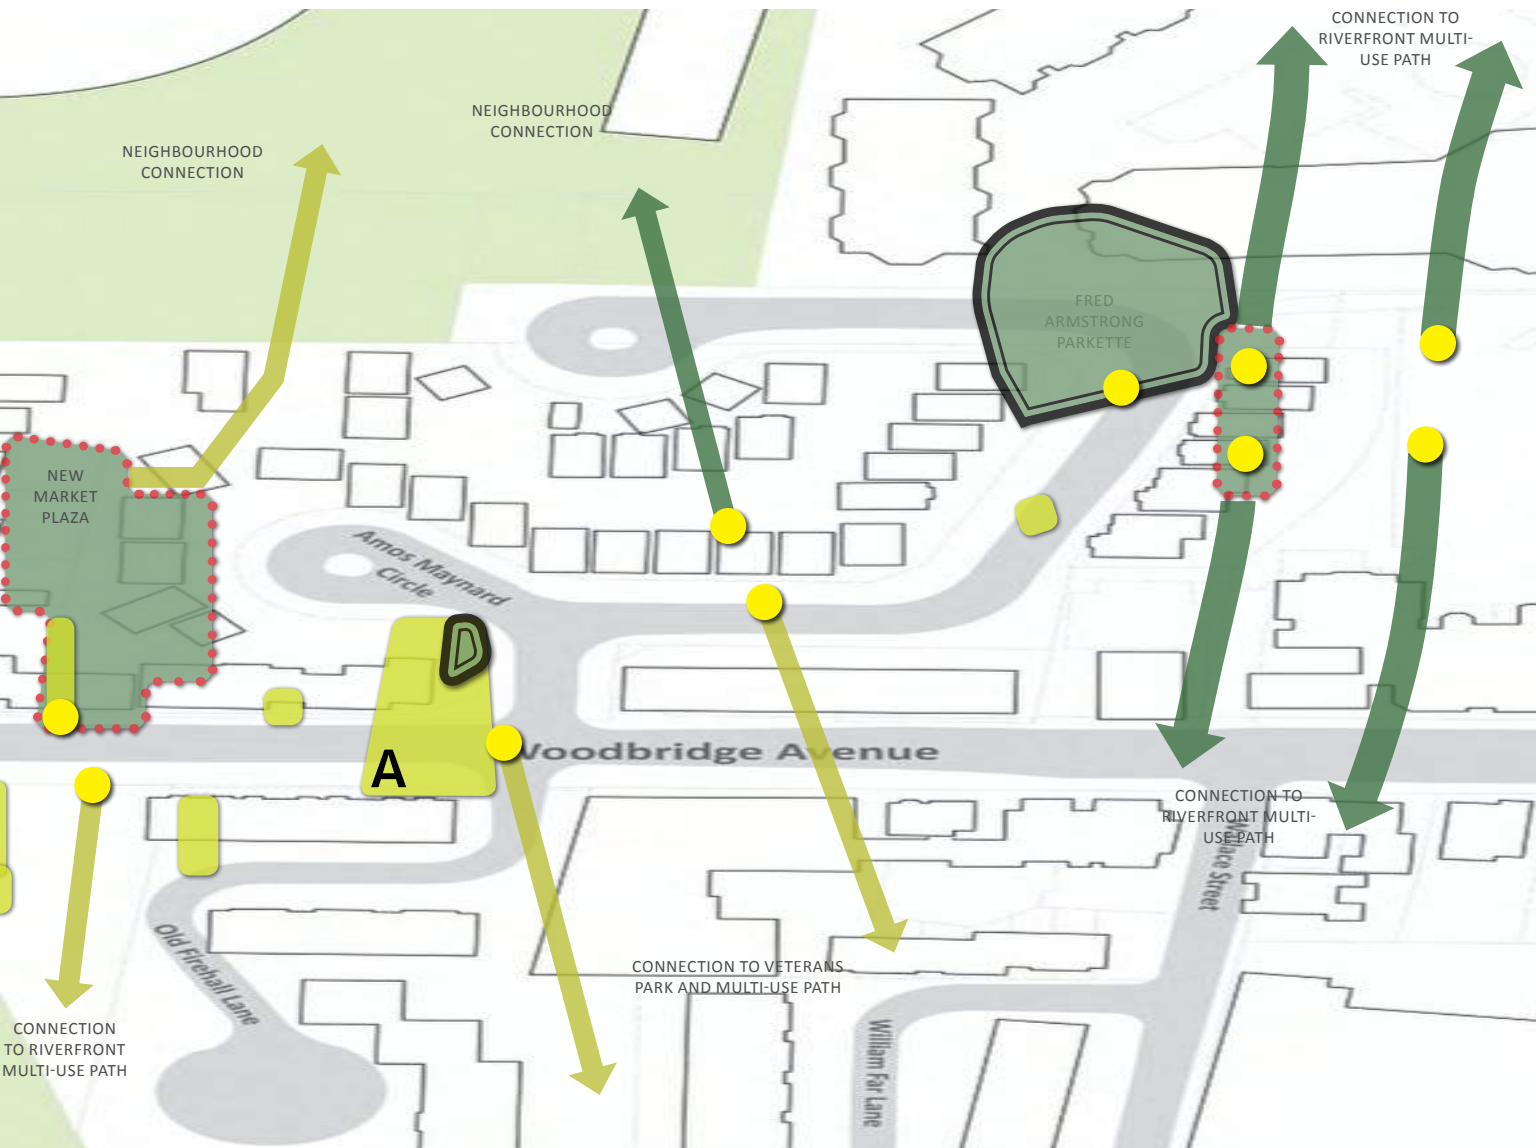 CONNECTION TO
RIVERFRONT MULTI-
USE PATH
NEIGHBOURHOOD
CONNECTION
NEIGHBOURHOOD
CONNECTION
FRED
ARMSTRONG
PARKETTE
NEW
MARKET
PLAZA
Amos Maynard
Circle
A
Woodbridge Avenue
CONNECTION TO
RIVERFRONT MULTI-
USE PATH
Wallace Street
Old Firehall Lane
CONNECTION TO VETERANS
PARK AND MULTI-USE PATH
CONNECTION
TO RIVERFRONT
MULTI-USE PATH
William Far Lane